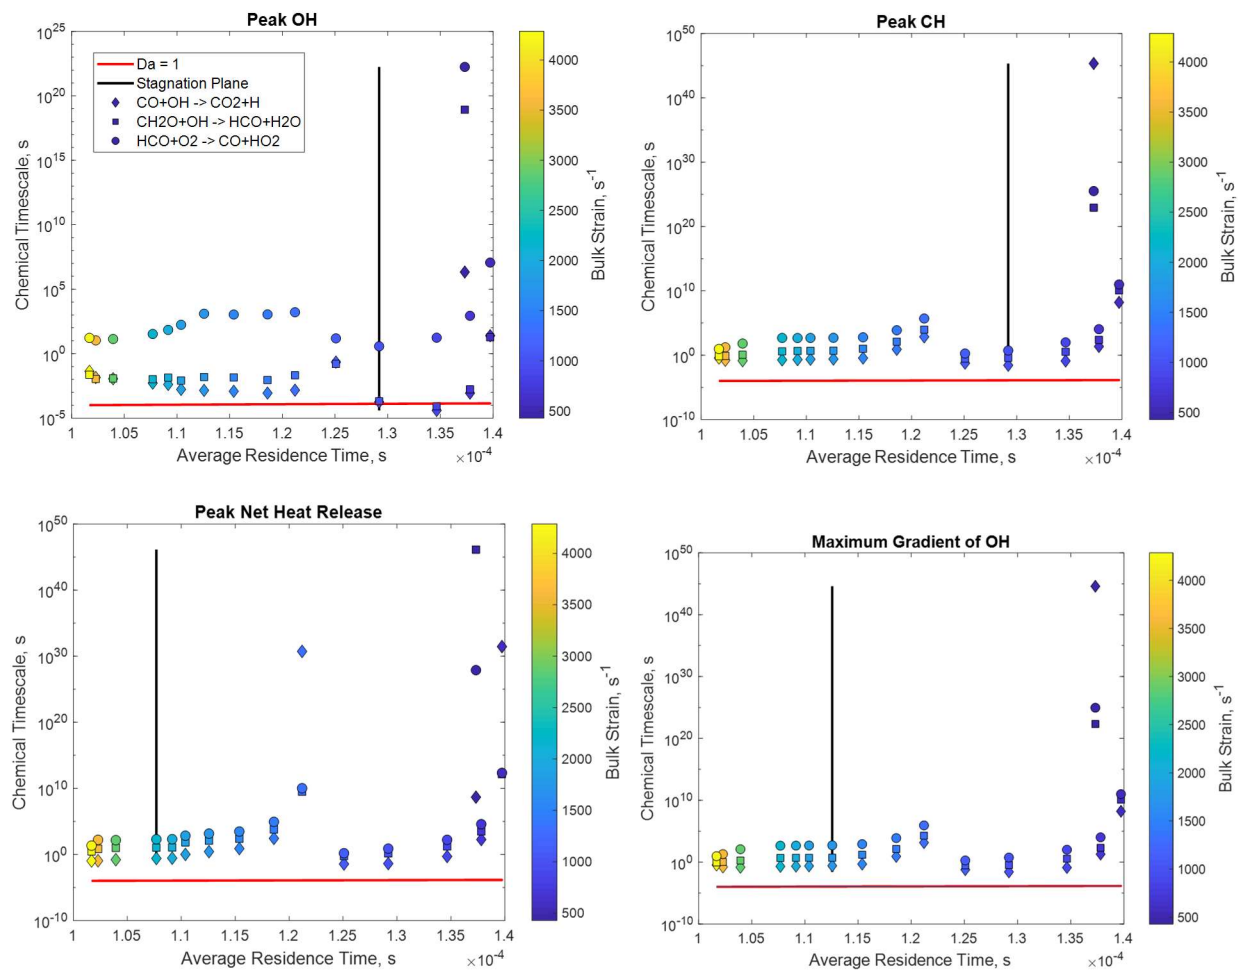 Peak OH
10^25
10^20
10^15
10^10
10^5
10^0
10^-5
Chemical Timescale, s
Da = 1
Stagnation Plane
CO+OH -> CO2+H
CH2O+OH -> HCO+H2O
HCO+O2 -> CO+HO2
1 1.05 1.1 1.15 1.2 1.25 1.3 1.35 1.4
Average Residence Time, s ×10^-4
4000
3500
3000
2500
2000
1500
1000
500
Bulk Strain, s^-1
Peak CH
10^50
10^40
10^30
10^20
10^10
10^0
10^-10
Chemical Timescale, s
1 1.05 1.1 1.15 1.2 1.25 1.3 1.35 1.4
Average Residence Time, s ×10^-4
4000
3500
3000
2500
2000
1500
1000
500
Bulk Strain, s^-1
Peak Net Heat Release
10^50
10^40
10^30
10^20
10^10
10^0
10^-10
Chemical Timescale, s
1 1.05 1.1 1.15 1.2 1.25 1.3 1.35 1.4
Average Residence Time, s ×10^-4
4000
3500
3000
2500
2000
1500
1000
500
Bulk Strain, s^-1
Maximum Gradient of OH
10^50
10^40
10^30
10^20
10^10
10^0
10^-10
Chemical Timescale, s
1 1.05 1.1 1.15 1.2 1.25 1.3 1.35 1.4
Average Residence Time, s ×10^-4
4000
3500
3000
2500
2000
1500
1000
500
Bulk Strain, s^-1